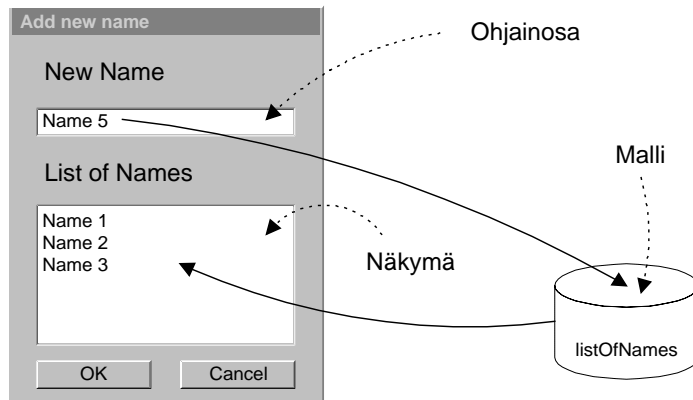 Add new name
Ohjainosa
New Name
Name 5
Malli
List of Names
Name 1
Name 2
Name 3
Näkymä
listOfNames
OK
Cancel